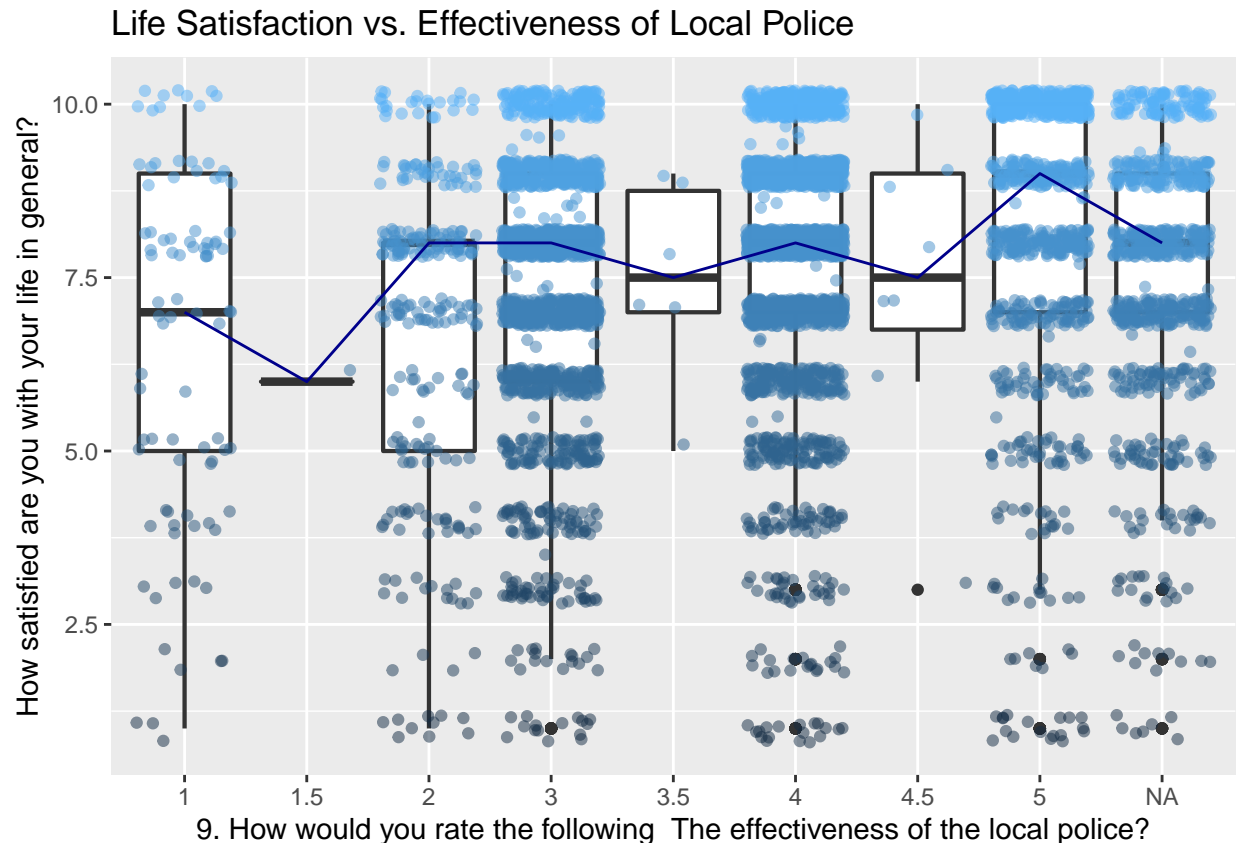 Life Satisfaction vs. Effectiveness of Local Police
How satisfied are you with your life in general?
10.0
7.5
5.0
2.5
1 1.5 2 3 3.5 4 4.5 5 NA
9. How would you rate the following  The effectiveness of the local police?